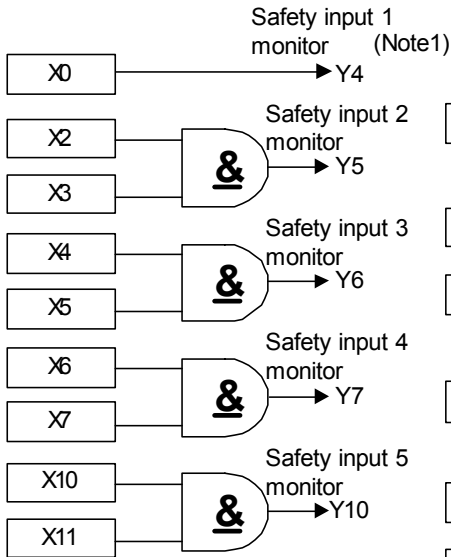 Safety input 1
monitor (Note1)
X0
Y4
Safety input 2
monitor
X2
&
Y5
X3
Safety input 3
monitor
X4
&
Y6
X5
Safety input 4
monitor
X6
&
Y7
X7
Safety input 5
monitor
X10
&
Y10
X11